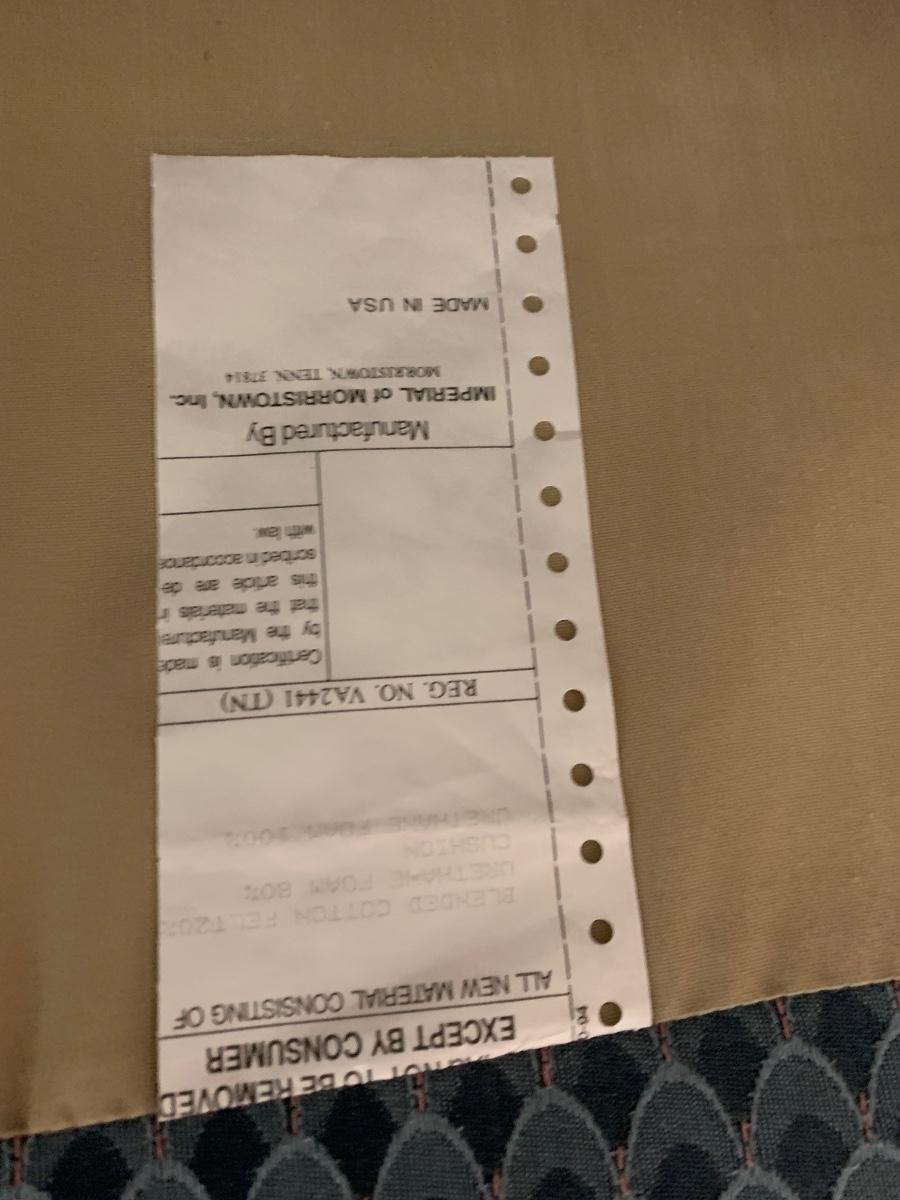 NOT TO BE REMOVED
EXCEPT BY CONSUMER
ALL NEW MATERIAL CONSISTING OF
BLENDED COTTON FELT20%
URETHANE FOAM 80%
CUSHION
URETHANE FOAM 100%
REG. NO. VA2441 (TN)
Certification is made
by the Manufacture
that the materials i
this article are de-
scribed in accordance
with law.
Manufactured By
IMPERIAL of MORRISTOWN, Inc.
MORRISTOWN, TENN. 37814
MADE IN USA